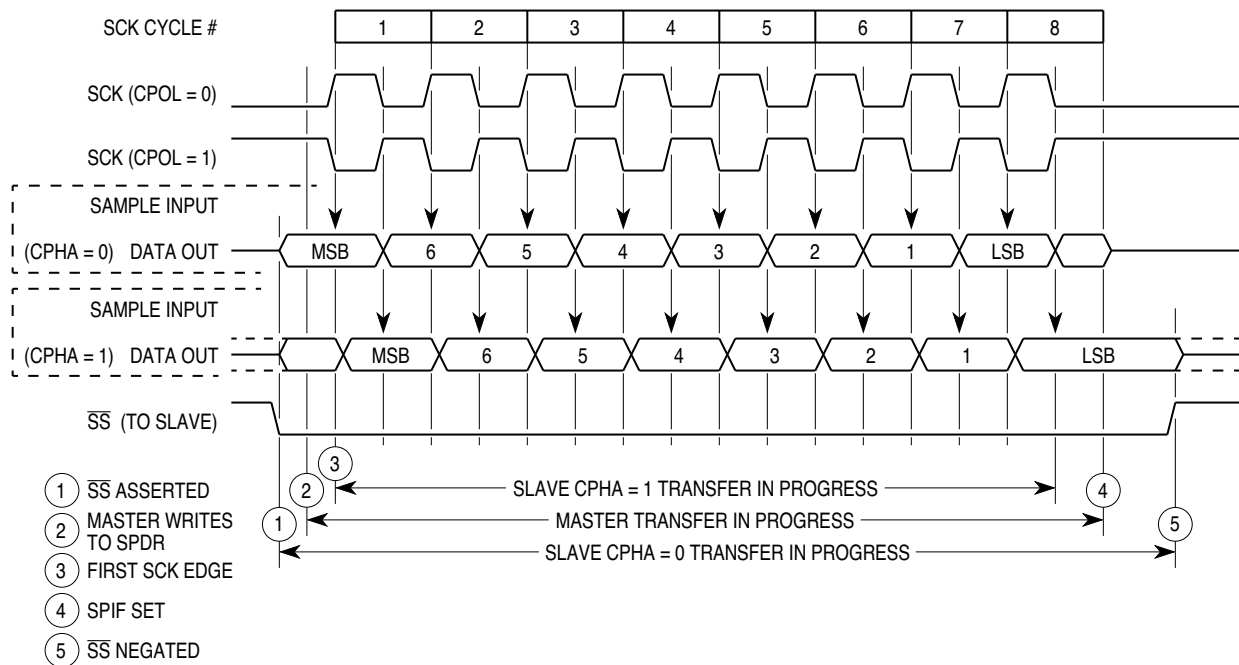 SCK CYCLE # 1 2 3 4 5 6 7 8
SCK (CPOL = 0)
SCK (CPOL = 1)
SAMPLE INPUT
(CPHA = 0) DATA OUT MSB 6 5 4 3 2 1 LSB
SAMPLE INPUT
(CPHA = 1) DATA OUT MSB 6 5 4 3 2 1 LSB
SS (TO SLAVE)
3
1 SS ASSERTED
2 SLAVE CPHA = 1 TRANSFER IN PROGRESS 4
2 MASTER WRITES TO SPDR
1 MASTER TRANSFER IN PROGRESS 5
SLAVE CPHA = 0 TRANSFER IN PROGRESS
3 FIRST SCK EDGE
4 SPIF SET
5 SS NEGATED